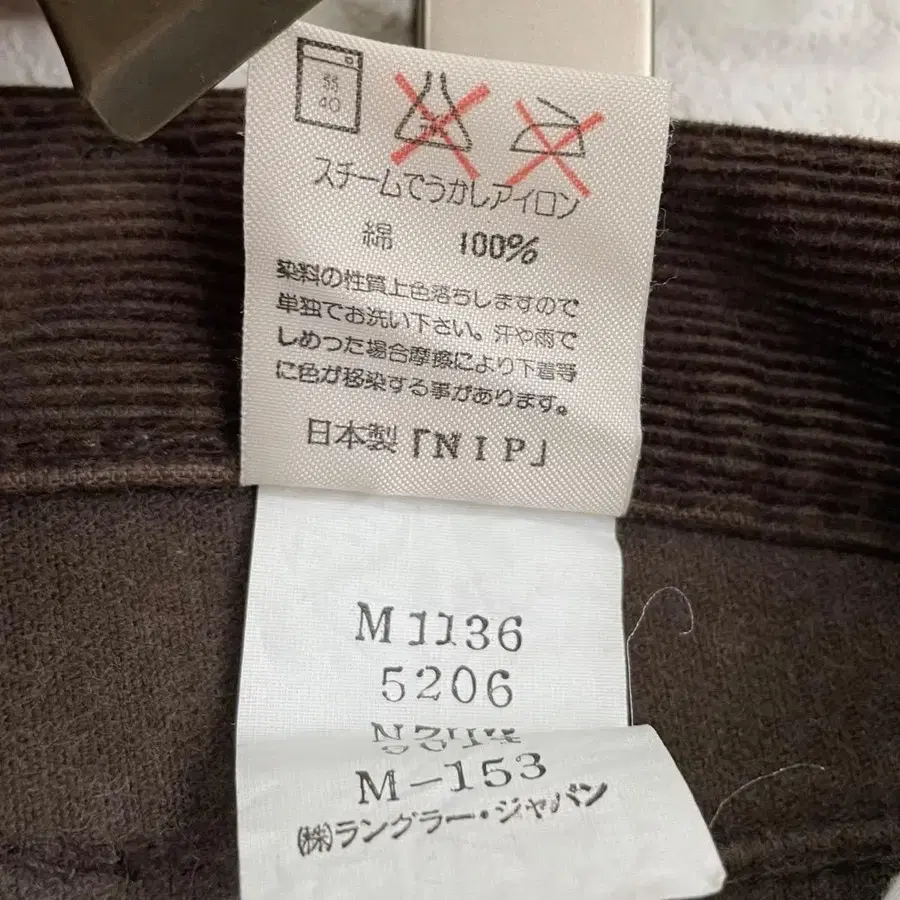 弱
40
スチームでうかしアイロン
綿 100%
染料の性質上色落ちしますので
単独でお洗い下さい。汗や雨で
しめった場合摩擦により下着等
に色が移染する事があります。
日本製「NIP」
M1136
5206
M-153
(株)ラングラー・ジャパン